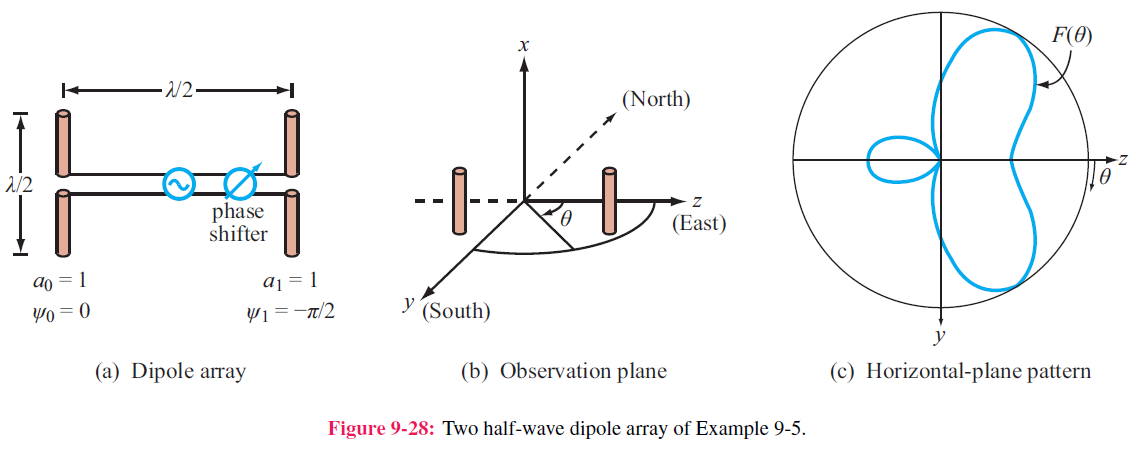 λ/2
λ/2
phase
shifter
a0 = 1
ψ0 = 0
a1 = 1
ψ1 = −π/2
(a) Dipole array
x
(North)
z
(East)
θ
y
(South)
(b) Observation plane
F(θ)
z
θ
y
(c) Horizontal-plane pattern
Figure 9-28: Two half-wave dipole array of Example 9-5.